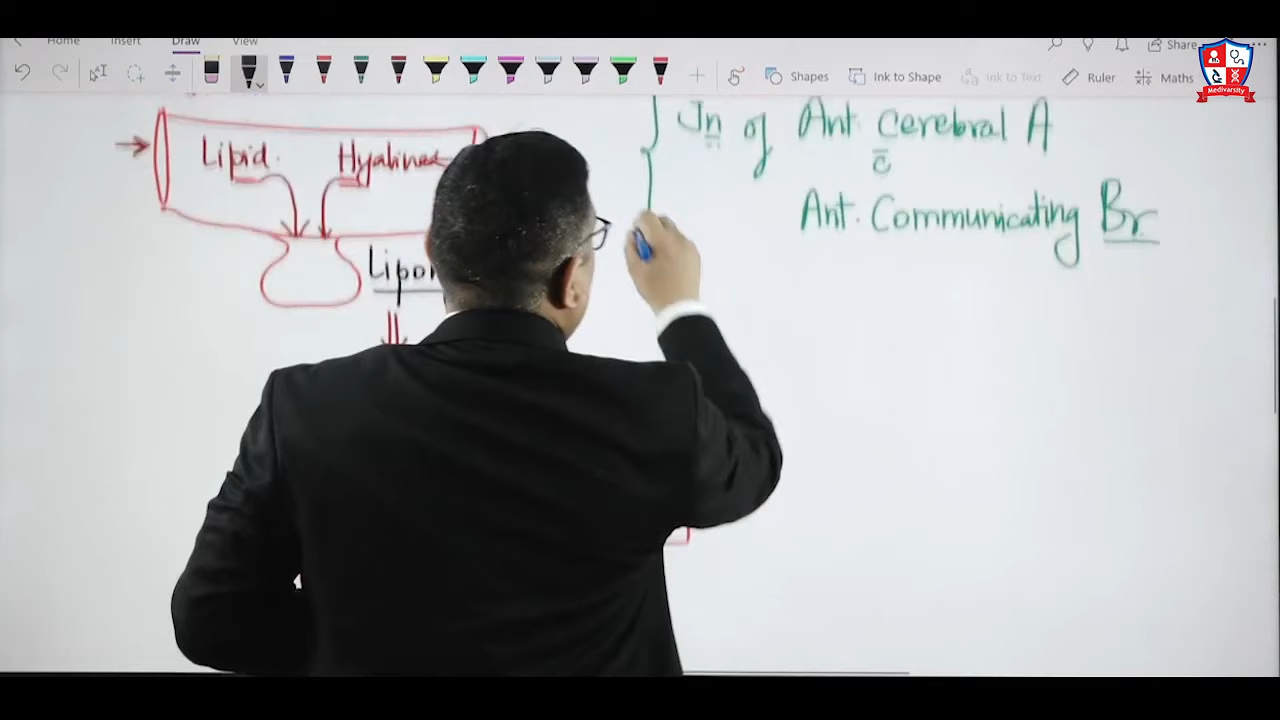 Home Insert Draw View
Share
Shapes Ink to Shape Ink to Text Ruler Maths
Medivarsity
Jn of Ant. cerebral A
c̄
Ant. Communicating Br.
Lipid. Hyalines